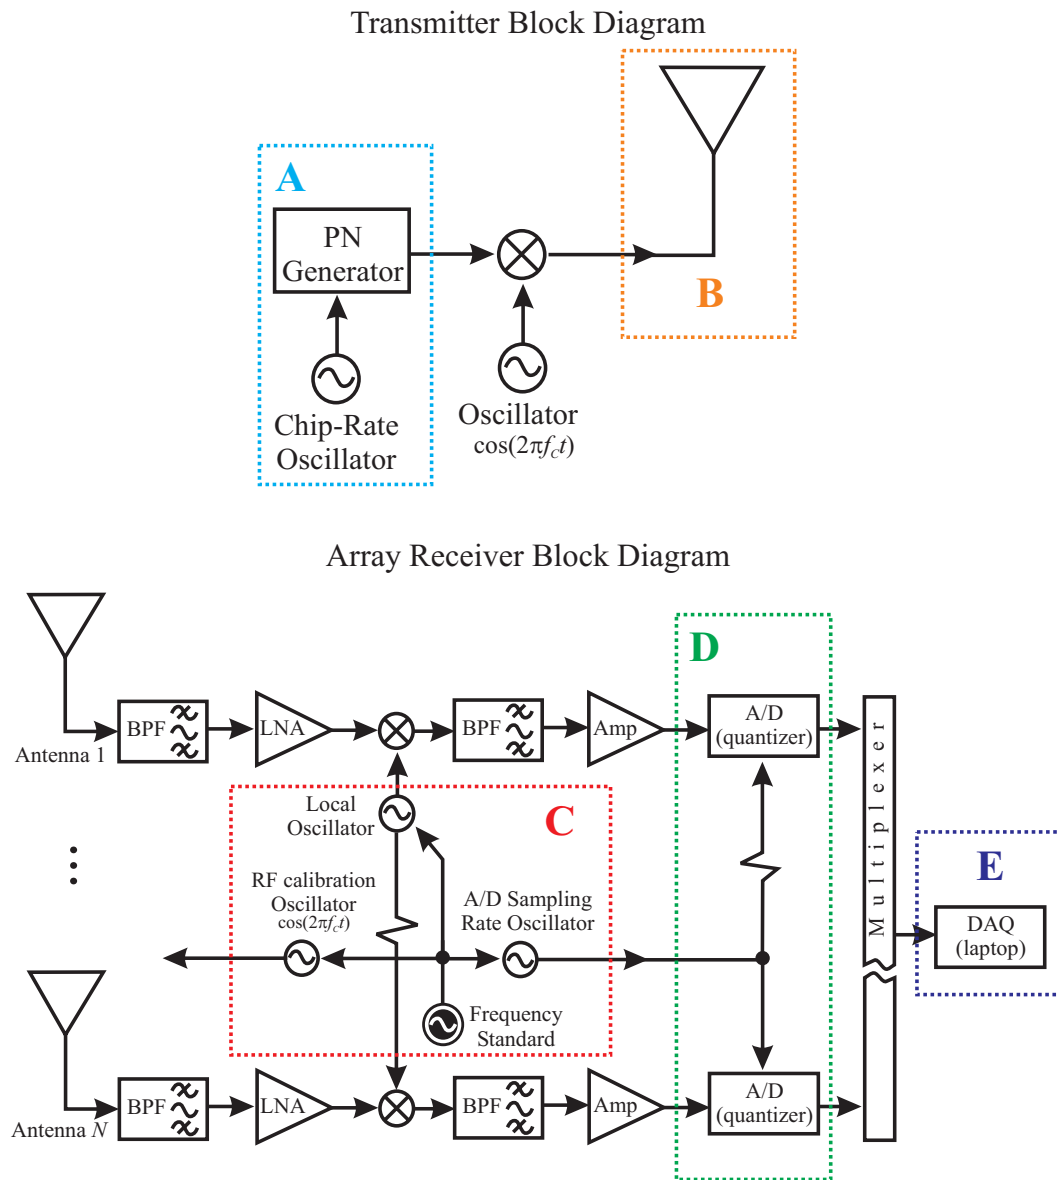 Transmitter Block Diagram
A
PN
Generator
Chip-Rate
Oscillator
Oscillator
cos(2πf_c t)
B
Array Receiver Block Diagram
Antenna 1
BPF
LNA
BPF
Amp
D
A/D
(quantizer)
Multiplexer
C
Local
Oscillator
RF calibration
Oscillator
cos(2πf_c t)
A/D Sampling
Rate Oscillator
Frequency
Standard
E
DAQ
(laptop)
Antenna N
BPF
LNA
BPF
Amp
A/D
(quantizer)